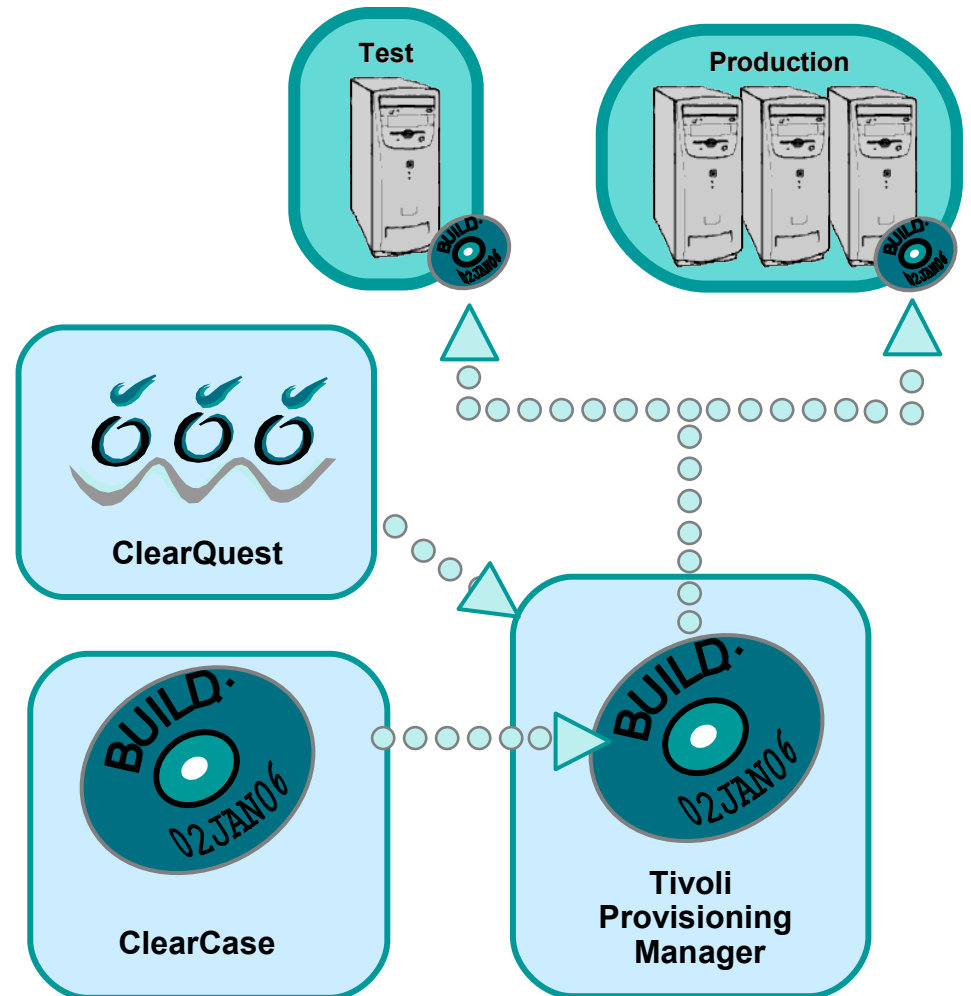 Test
Production
BUILD.
02JAN06
BUILD.
02JAN06
ClearQuest
BUILD.
02JAN06
ClearCase
BUILD.
02JAN06
Tivoli
Provisioning
Manager